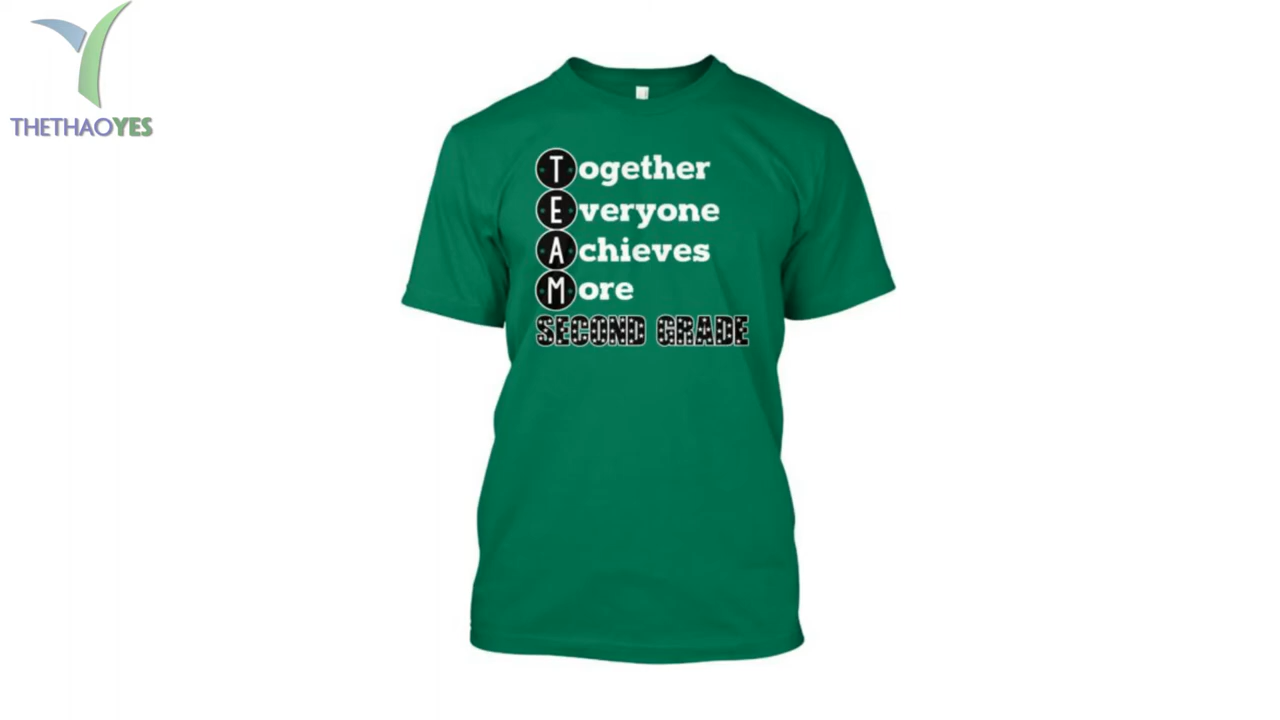 THETHAOYES
Together
Everyone
Achieves
More
SECOND GRADE